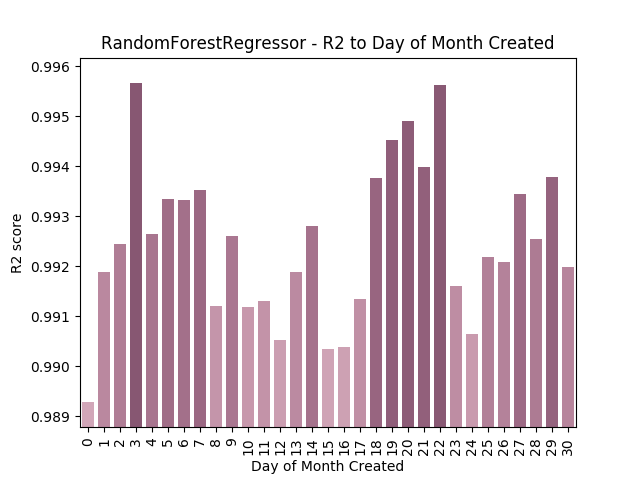 RandomForestRegressor - R2 to Day of Month Created
0.996
0.995
0.994
0.993
0.992
0.991
0.990
0.989
R2 score
0 1 2 3 4 5 6 7 8 9 10 11 12 13 14 15 16 17 18 19 20 21 22 23 24 25 26 27 28 29 30
Day of Month Created